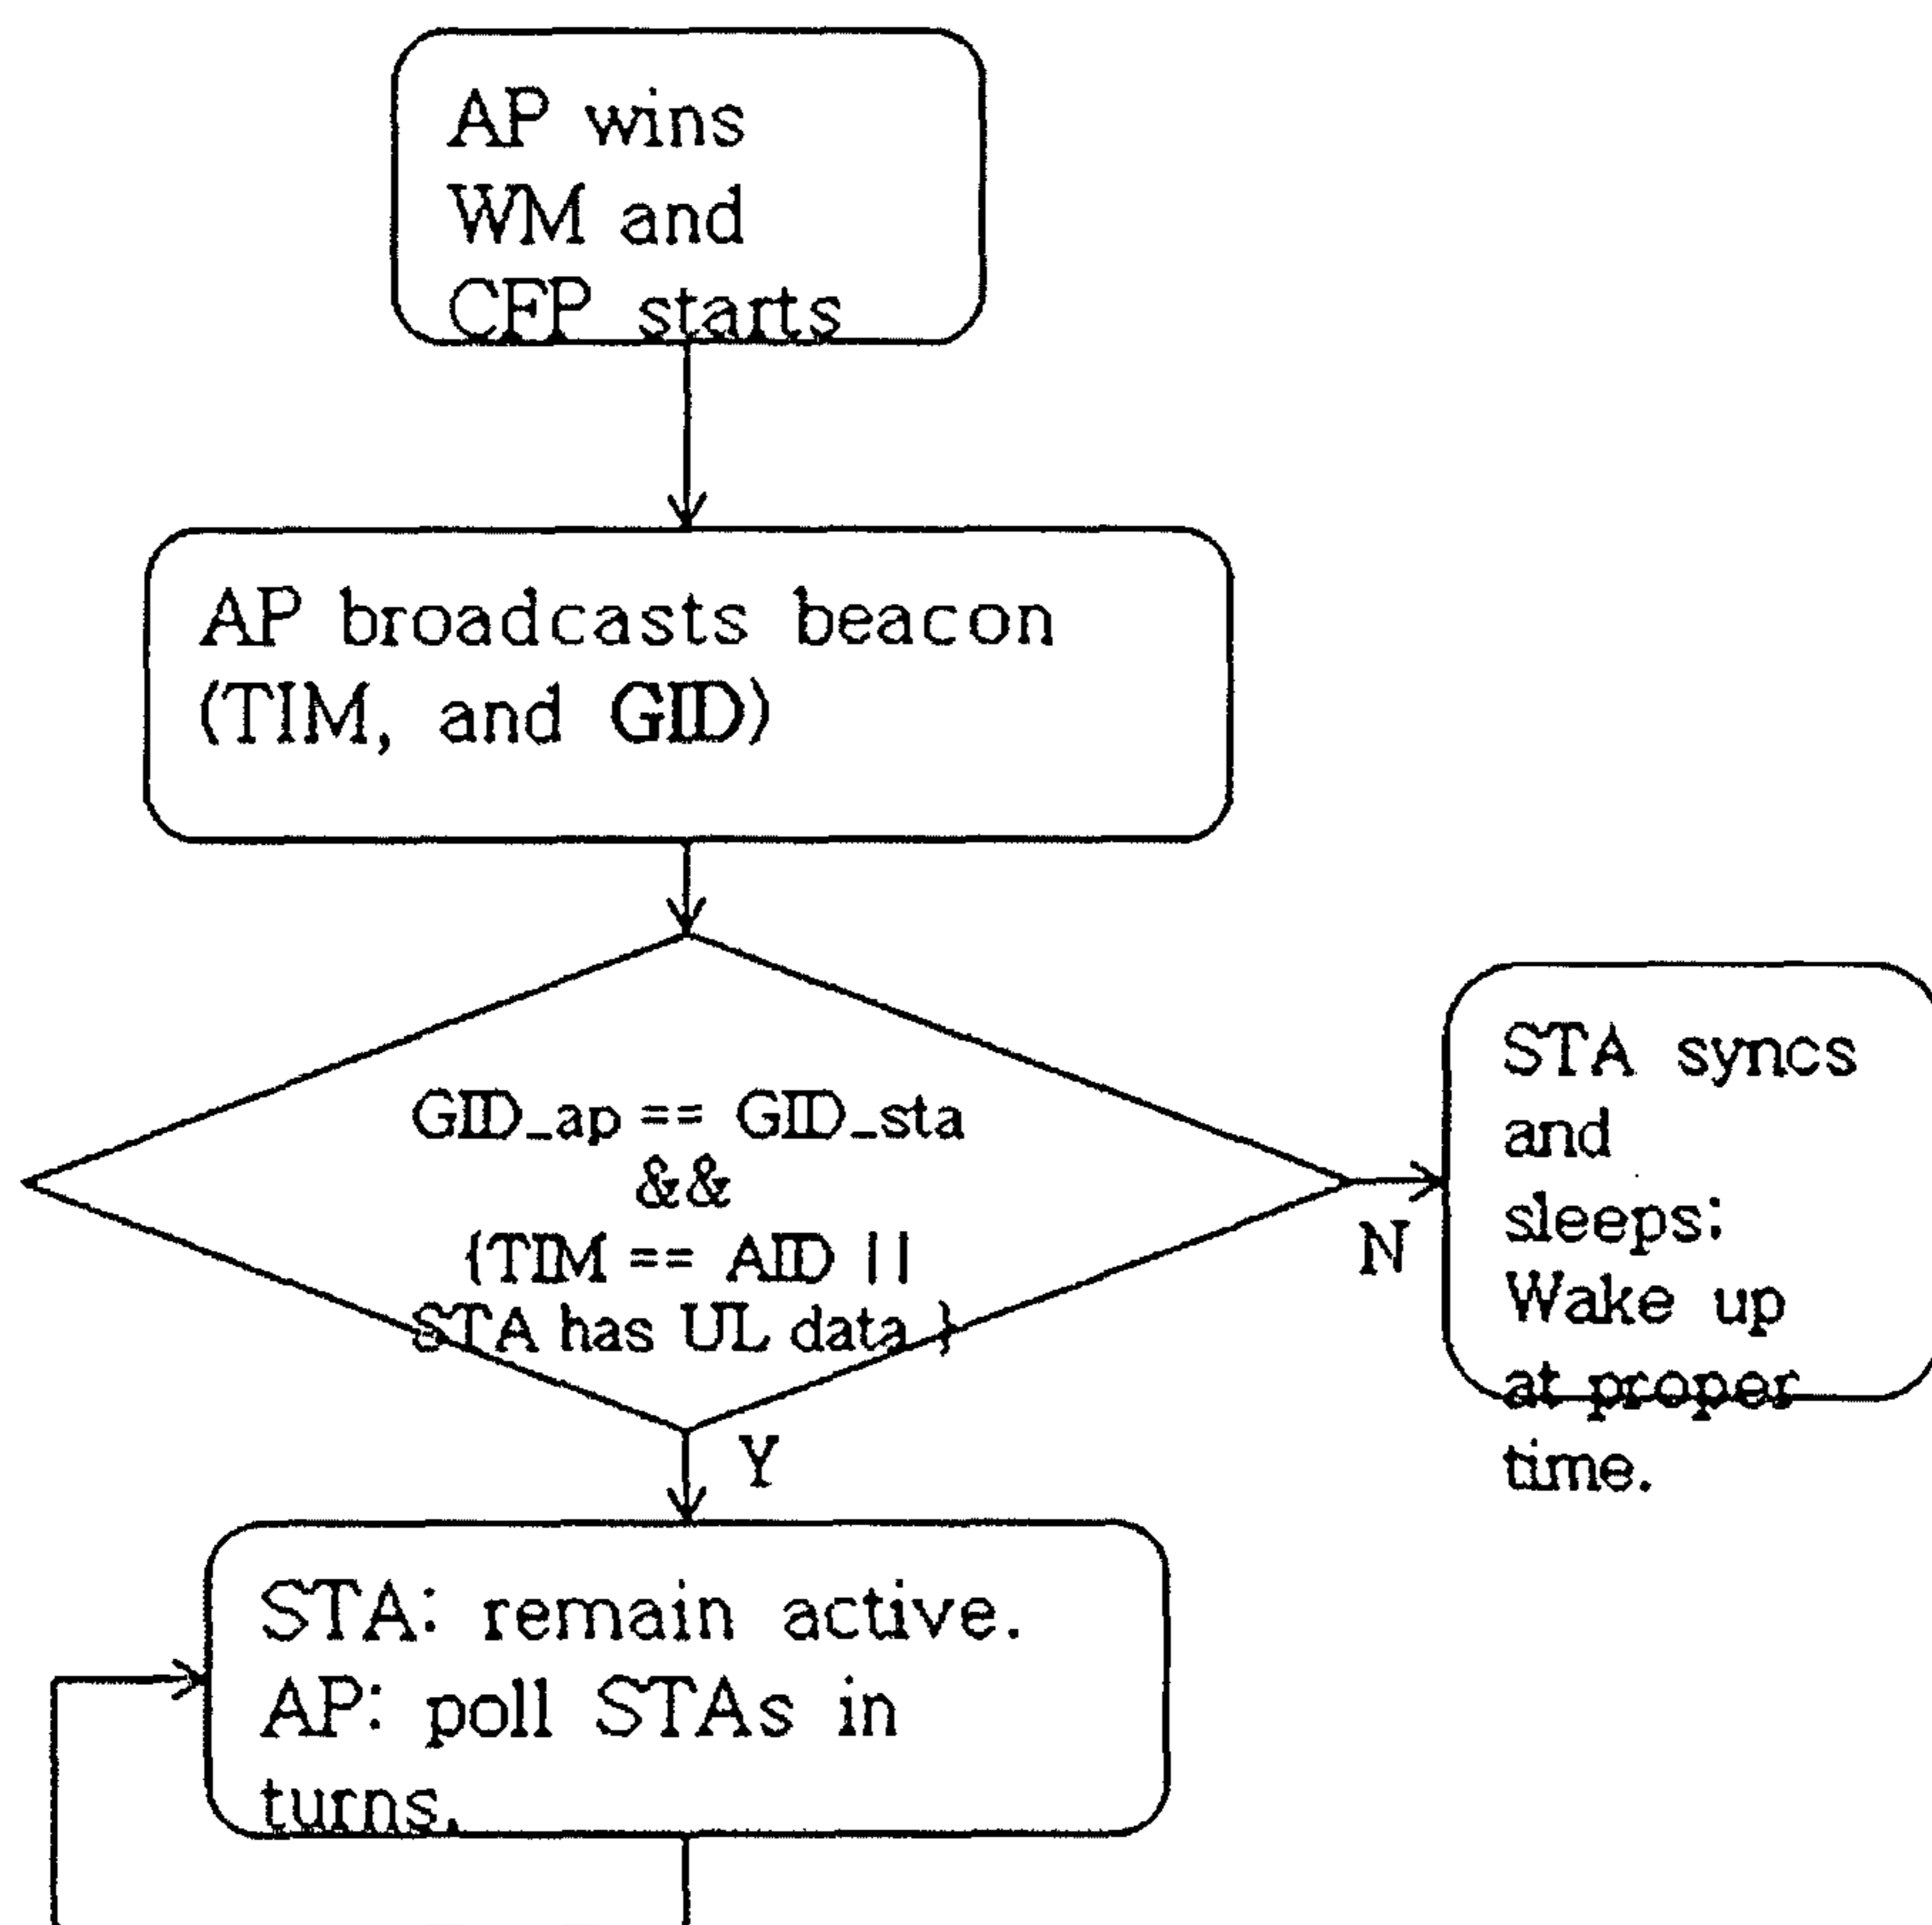 AP wins
WM and
CFP starts
AP broadcasts beacon
(TIM, and GID)
GID_ap == GID_sta
&&
{TIM == AID ||
STA has UL data }
N
STA syncs
and
sleeps:
Wake up
at proper
time.
Y
STA: remain active.
AP: poll STAs in
turns.